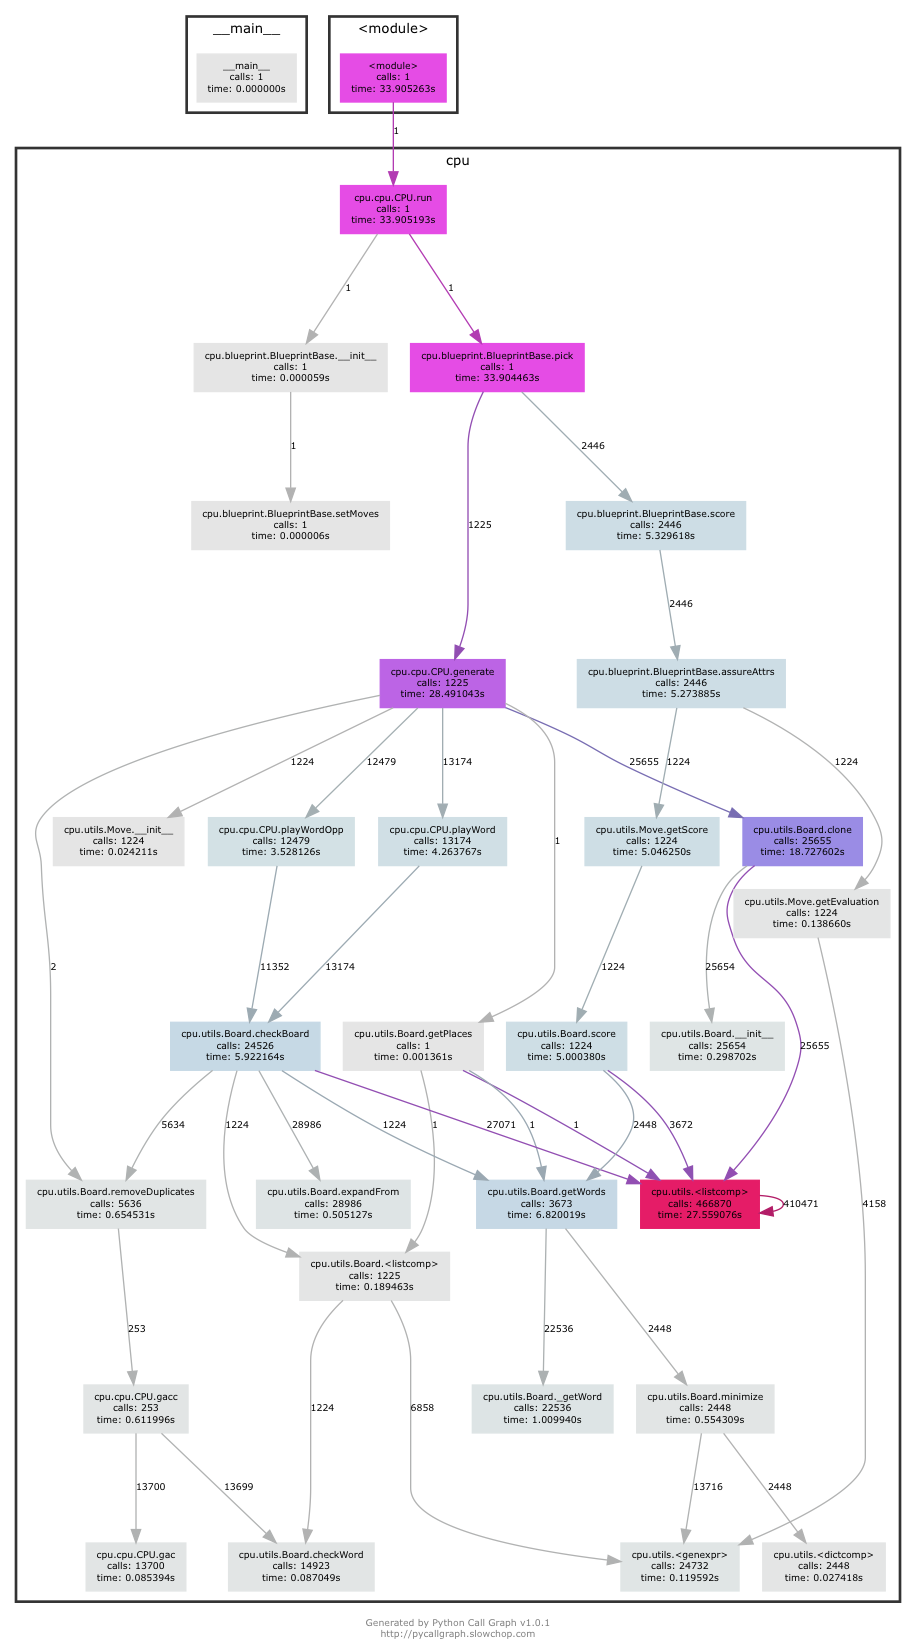 __main__
<module>
__main__
calls: 1
time: 0.000000s
<module>
calls: 1
time: 33.905263s
1
cpu
cpu.cpu.CPU.run
calls: 1
time: 33.905193s
1
1
cpu.blueprint.BlueprintBase.__init__
calls: 1
time: 0.000059s
cpu.blueprint.BlueprintBase.pick
calls: 1
time: 33.904463s
1
2446
cpu.blueprint.BlueprintBase.setMoves
calls: 1
time: 0.000006s
1225
cpu.blueprint.BlueprintBase.score
calls: 2446
time: 5.329618s
2446
cpu.cpu.CPU.generate
calls: 1225
time: 28.491043s
cpu.blueprint.BlueprintBase.assureAttrs
calls: 2446
time: 5.273885s
1224
12479
13174
25655
1224
1224
cpu.utils.Move.__init__
calls: 1224
time: 0.024211s
cpu.cpu.CPU.playWordOpp
calls: 12479
time: 3.528126s
cpu.cpu.CPU.playWord
calls: 13174
time: 4.263767s
1
cpu.utils.Move.getScore
calls: 1224
time: 5.046250s
cpu.utils.Board.clone
calls: 25655
time: 18.727602s
cpu.utils.Move.getEvaluation
calls: 1224
time: 0.138660s
2
11352
13174
1224
25654
cpu.utils.Board.checkBoard
calls: 24526
time: 5.922164s
cpu.utils.Board.getPlaces
calls: 1
time: 0.001361s
cpu.utils.Board.score
calls: 1224
time: 5.000380s
cpu.utils.Board.__init__
calls: 25654
time: 0.298702s
25655
5634
1224
28986
1224
1
27071
1
1
2448
3672
cpu.utils.Board.removeDuplicates
calls: 5636
time: 0.654531s
cpu.utils.Board.expandFrom
calls: 28986
time: 0.505127s
cpu.utils.Board.getWords
calls: 3673
time: 6.820019s
cpu.utils.<listcomp>
calls: 466870
time: 27.559076s
410471
4158
cpu.utils.Board.<listcomp>
calls: 1225
time: 0.189463s
253
22536
2448
cpu.cpu.CPU.gacc
calls: 253
time: 0.611996s
1224
6858
cpu.utils.Board._getWord
calls: 22536
time: 1.009940s
cpu.utils.Board.minimize
calls: 2448
time: 0.554309s
13700
13699
13716
2448
cpu.cpu.CPU.gac
calls: 13700
time: 0.085394s
cpu.utils.Board.checkWord
calls: 14923
time: 0.087049s
cpu.utils.<genexpr>
calls: 24732
time: 0.119592s
cpu.utils.<dictcomp>
calls: 2448
time: 0.027418s
Generated by Python Call Graph v1.0.1
http://pycallgraph.slowchop.com